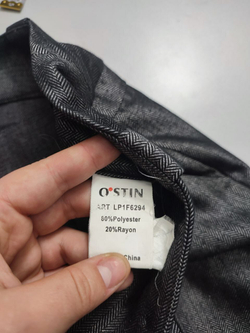 O'STIN
ART LP1F6294
80%Polyester
20%Rayon
China